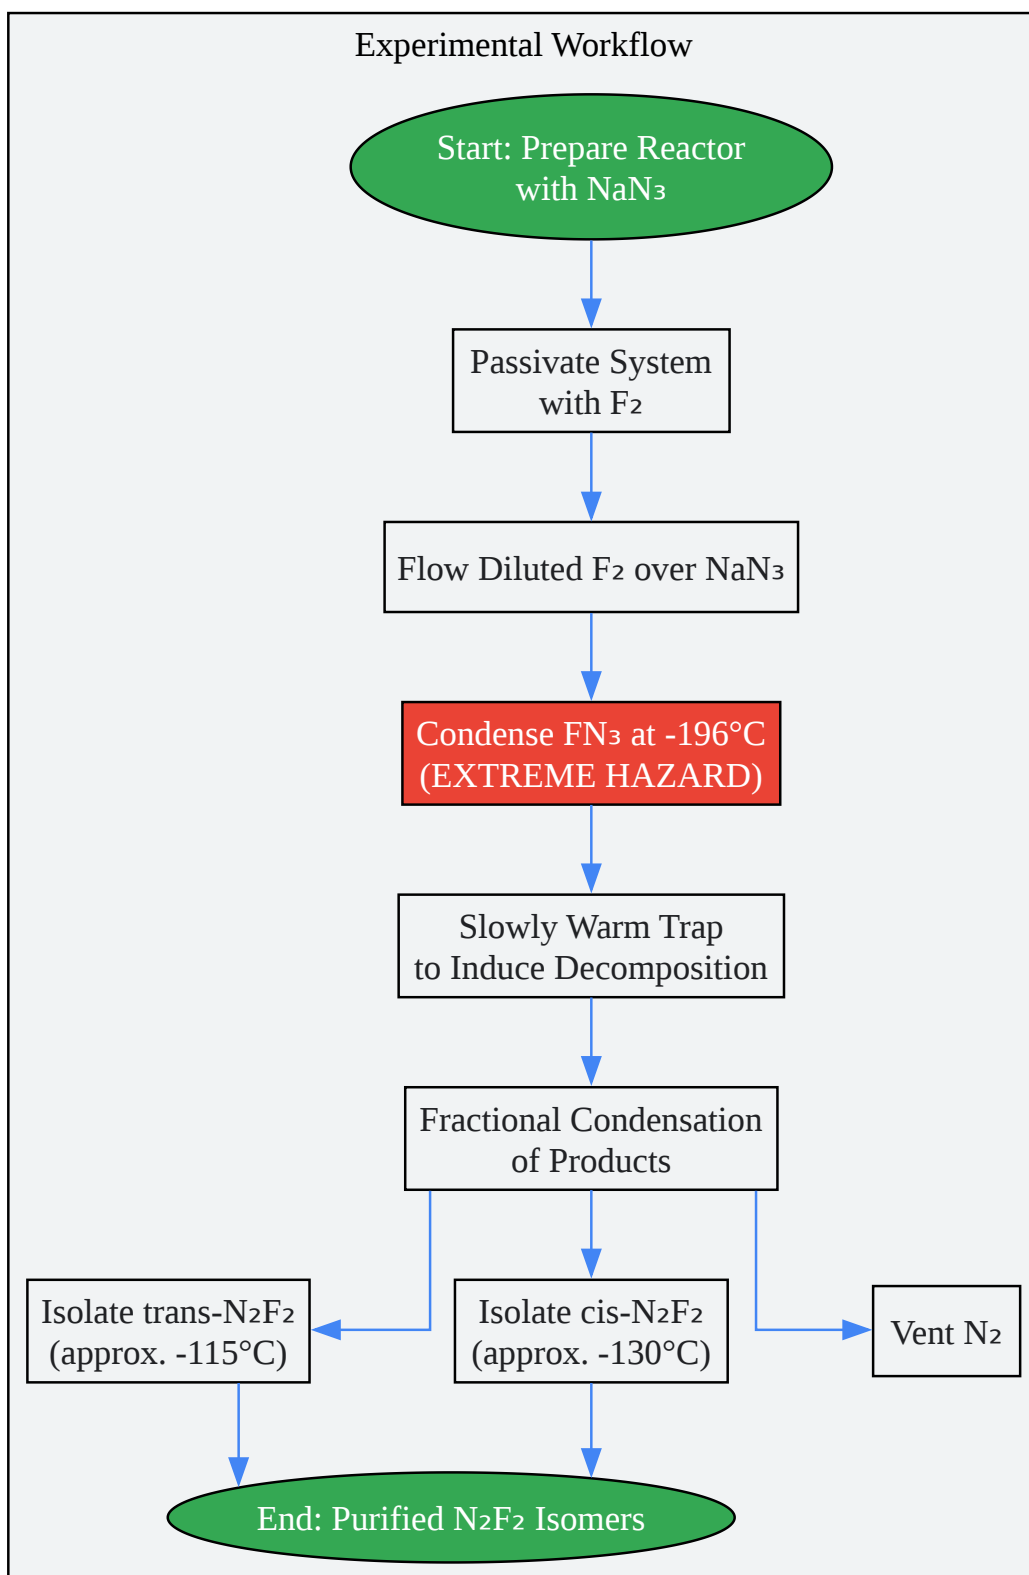 Experimental Workflow
Start: Prepare Reactor
with NaN₃
Passivate System
with F₂
Flow Diluted F₂ over NaN₃
Condense FN₃ at -196°C
(EXTREME HAZARD)
Slowly Warm Trap
to Induce Decomposition
Fractional Condensation
of Products
Isolate trans-N₂F₂
(approx. -115°C)
Isolate cis-N₂F₂
(approx. -130°C)
Vent N₂
End: Purified N₂F₂ Isomers